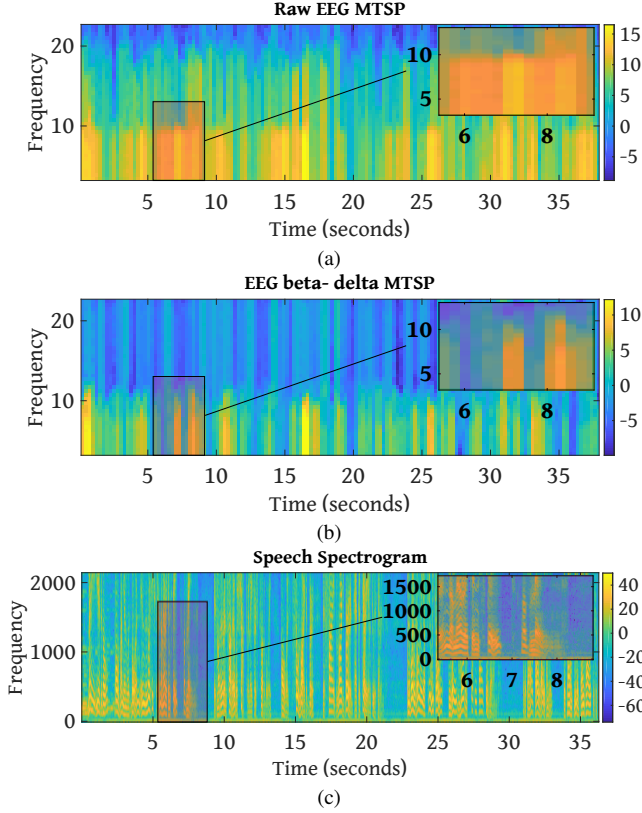 Raw EEG MTSP
20
10
Frequency
5 10 15 20 25 30 35
Time (seconds)
15
10
5
0
−5
10
5
6 8
(a)
EEG beta- delta MTSP
20
10
Frequency
5 10 15 20 25 30 35
Time (seconds)
10
5
0
−5
10
5
6 8
(b)
Speech Spectrogram
2000
1000
0
Frequency
5 10 15 20 25 30 35
Time (seconds)
40
20
0
−20
−40
−60
1500
1000
500
0
6 7 8
(c)